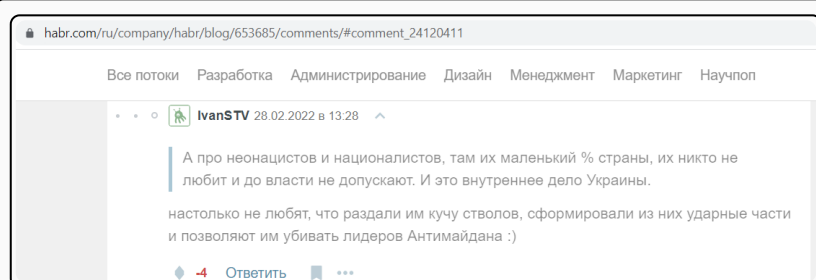 habr.com/ru/company/habr/blog/653685/comments/#comment_24120411
Все потоки Разработка Администрирование Дизайн Менеджмент Маркетинг Научпоп
IvanSTV 28.02.2022 в 13:28
А про неонацистов и националистов, там их маленький % страны, их никто не
любит и до власти не допускают. И это внутреннее дело Украины.
настолько не любят, что раздали им кучу стволов, сформировали из них ударные части
и позволяют им убивать лидеров Антимайдана :)
-4 Ответить